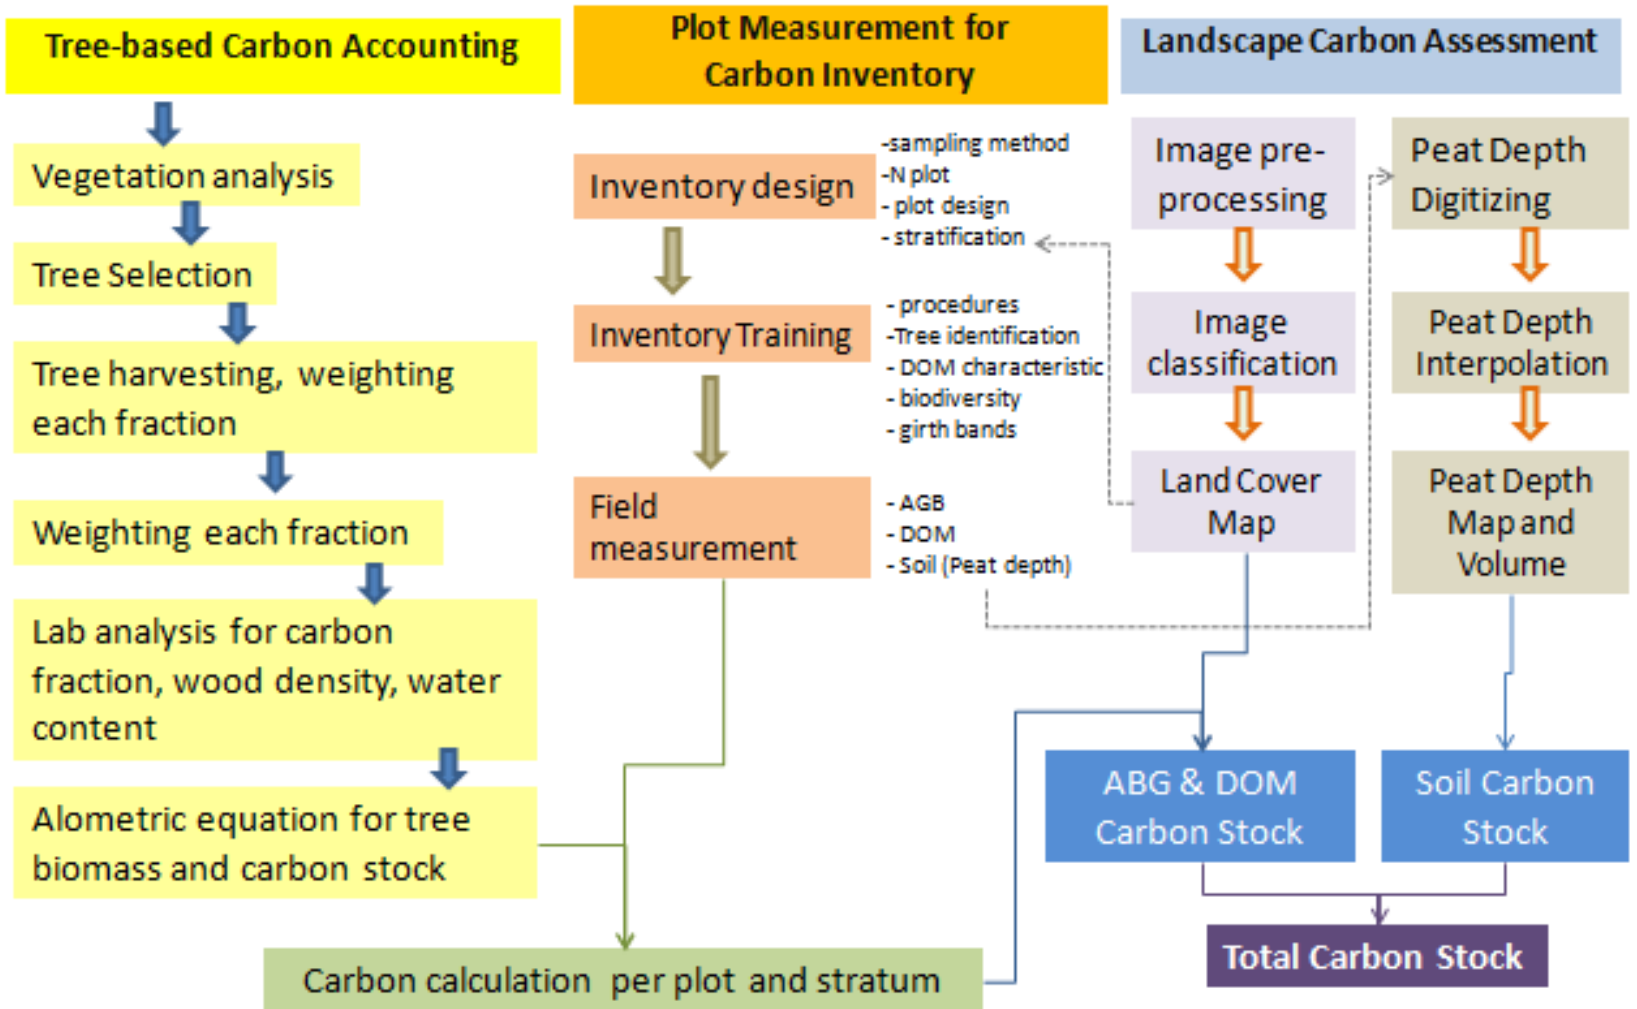 Tree-based Carbon Accounting
Vegetation analysis
Tree Selection
Tree harvesting, weighting
each fraction
Weighting each fraction
Lab analysis for carbon
fraction, wood density, water
content
Alometric equation for tree
biomass and carbon stock
Plot Measurement for
Carbon Inventory
Inventory design
-sampling method
-N plot
- plot design
- stratification
Inventory Training
- procedures
-Tree identification
- DOM characteristic
- biodiversity
- girth bands
Field
measurement
- AGB
- DOM
- Soil (Peat depth)
Carbon calculation per plot and stratum
Landscape Carbon Assessment
Image pre-
processing
Image
classification
Land Cover
Map
Peat Depth
Digitizing
Peat Depth
Interpolation
Peat Depth
Map and
Volume
ABG & DOM
Carbon Stock
Soil Carbon
Stock
Total Carbon Stock